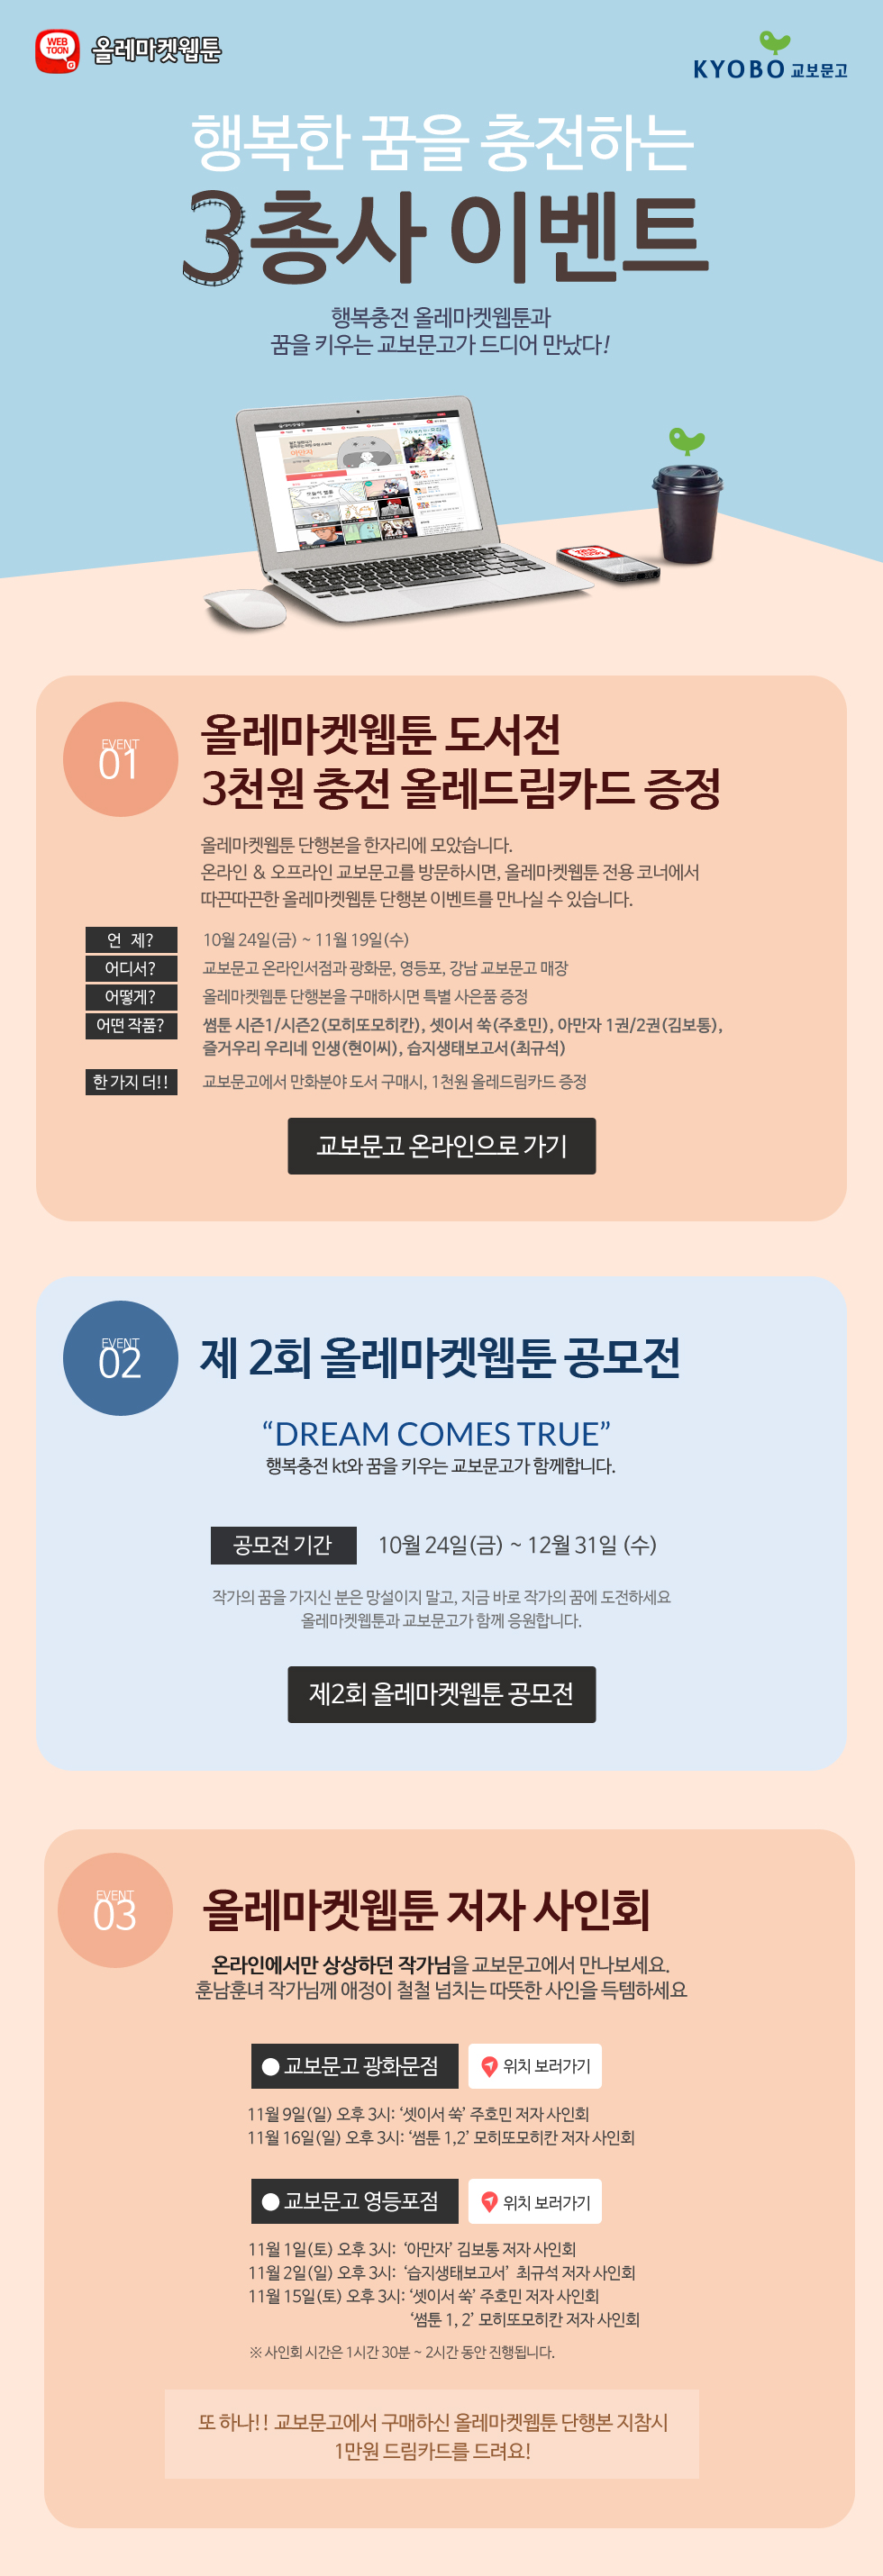 WEB
TOON
올레마켓웹툰
KYOBO 교보문고
행복한 꿈을 충전하는
3총사 이벤트
행복충전 올레마켓웹툰과
꿈을 키우는 교보문고가 드디어 만났다!
EVENT
01
올레마켓웹툰 도서전
3천원 충전 올레드림카드 증정
올레마켓웹툰 단행본을 한자리에 모았습니다.
온라인 & 오프라인 교보문고를 방문하시면, 올레마켓웹툰 전용 코너에서
따끈따끈한 올레마켓웹툰 단행본 이벤트를 만나실 수 있습니다.
언 제? 10월 24일(금) ~ 11월 19일(수)
어디서? 교보문고 온라인서점과 광화문, 영등포, 강남 교보문고 매장
어떻게? 올레마켓웹툰 단행본을 구매하시면 특별 사은품 증정
어떤 작품? 썸툰 시즌1/시즌2(모히또모히칸), 셋이서 쑥(주호민), 아만자 1권/2권(김보통),
즐거우리 우리네 인생(현이씨), 습지생태보고서(최규석)
한 가지 더!! 교보문고에서 만화분야 도서 구매시, 1천원 올레드림카드 증정
교보문고 온라인으로 가기
EVENT
02
제 2회 올레마켓웹툰 공모전
“DREAM COMES TRUE”
행복충전 kt와 꿈을 키우는 교보문고가 함께합니다.
공모전 기간 10월 24일(금) ~ 12월 31일 (수)
작가의 꿈을 가지신 분은 망설이지 말고, 지금 바로 작가의 꿈에 도전하세요
올레마켓웹툰과 교보문고가 함께 응원합니다.
제2회 올레마켓웹툰 공모전
EVENT
03
올레마켓웹툰 저자 사인회
온라인에서만 상상하던 작가님을 교보문고에서 만나보세요.
훈남훈녀 작가님께 애정이 철철 넘치는 따뜻한 사인을 득템하세요
● 교보문고 광화문점 위치 보러가기
11월 9일(일) 오후 3시: ‘셋이서 쑥’ 주호민 저자 사인회
11월 16일(일) 오후 3시: ‘썸툰 1,2’ 모히또모히칸 저자 사인회
● 교보문고 영등포점 위치 보러가기
11월 1일(토) 오후 3시: ‘아만자’ 김보통 저자 사인회
11월 2일(일) 오후 3시: ‘습지생태보고서’ 최규석 저자 사인회
11월 15일(토) 오후 3시: ‘셋이서 쑥’ 주호민 저자 사인회
‘썸툰 1, 2’ 모히또모히칸 저자 사인회
※ 사인회 시간은 1시간 30분 ~ 2시간 동안 진행됩니다.
또 하나!! 교보문고에서 구매하신 올레마켓웹툰 단행본 지참시
1만원 드림카드를 드려요!